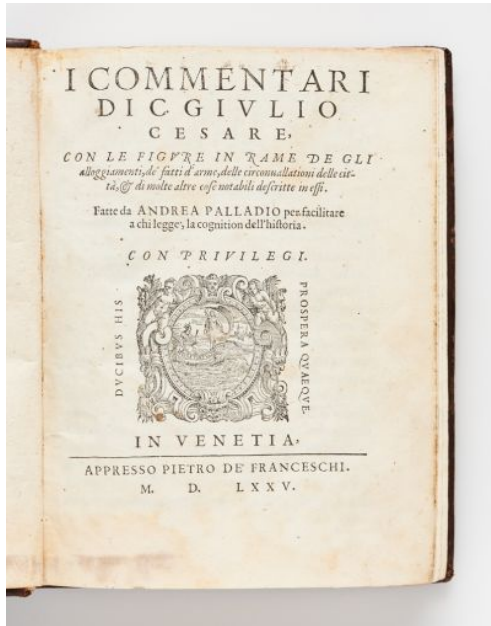 I COMMENTARI
DI C. GIVLIO
CESARE,
CON LE FIGVRE IN RAME DE GLI
alloggiamenti, de' fatti d'arme, delle circonuallationi delle cit-
tà, & di molte altre cose notabili descritte in essi.
Fatte da ANDREA PALLADIO per facilitare
a chi legge, la cognition dell'historia.
CON PRIVILEGI.
DVCIBVS HIS
PROSPERA QVAEQVE.
IN VENETIA,
APPRESSO PIETRO DE' FRANCESCHI.
M. D. LXXV.